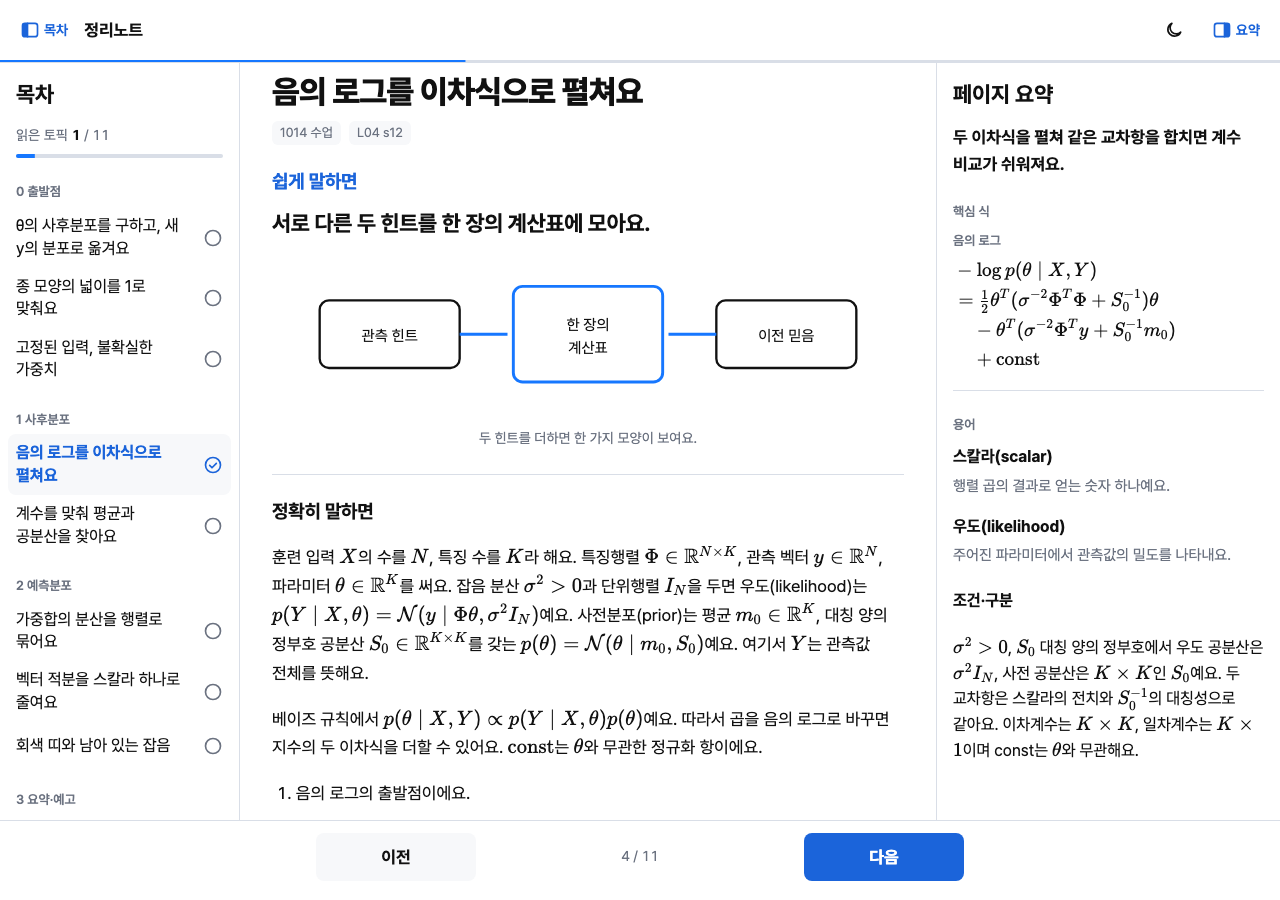 목차 정리노트 요약
목차
읽은 토픽 1 / 11
0 출발점
θ의 사후분포를 구하고, 새
y의 분포로 옮겨요
종 모양의 넓이를 1로
맞춰요
고정된 입력, 불확실한
가중치
1 사후분포
음의 로그를 이차식으로
펼쳐요
계수를 맞춰 평균과
공분산을 찾아요
2 예측분포
가중합의 분산을 행렬로
묶어요
벡터 적분을 스칼라 하나로
줄여요
회색 띠와 남아 있는 잡음
3 요약·예고
음의 로그를 이차식으로 펼쳐요
1014 수업 L04 s12
쉽게 말하면
서로 다른 두 힌트를 한 장의 계산표에 모아요.
관측 힌트
한 장의
계산표
이전 믿음
두 힌트를 더하면 한 가지 모양이 보여요.
정확히 말하면
훈련 입력 X의 수를 N, 특징 수를 K라 해요. 특징행렬 Φ ∈ ℝ^{N×K}, 관측 벡터 y ∈ ℝ^N,
파라미터 θ ∈ ℝ^K를 써요. 잡음 분산 σ² > 0과 단위행렬 I_N을 두면 우도(likelihood)는
p(Y | X, θ) = 𝒩(y | Φθ, σ²I_N)예요. 사전분포(prior)는 평균 m₀ ∈ ℝ^K, 대칭 양의
정부호 공분산 S₀ ∈ ℝ^{K×K}를 갖는 p(θ) = 𝒩(θ | m₀, S₀)예요. 여기서 Y는 관측값
전체를 뜻해요.
베이즈 규칙에서 p(θ | X, Y) ∝ p(Y | X, θ)p(θ)예요. 따라서 곱을 음의 로그로 바꾸면
지수의 두 이차식을 더할 수 있어요. const는 θ와 무관한 정규화 항이에요.
1. 음의 로그의 출발점이에요.
페이지 요약
두 이차식을 펼쳐 같은 교차항을 합치면 계수
비교가 쉬워져요.
핵심 식
음의 로그
− log p(θ | X, Y)
= ½θ^T(σ^{−2}Φ^TΦ + S₀^{−1})θ
− θ^T(σ^{−2}Φ^Ty + S₀^{−1}m₀)
+ const
용어
스칼라(scalar)
행렬 곱의 결과로 얻는 숫자 하나예요.
우도(likelihood)
주어진 파라미터에서 관측값의 밀도를 나타내요.
조건·구분
σ² > 0, S₀ 대칭 양의 정부호에서 우도 공분산은
σ²I_N, 사전 공분산은 K × K인 S₀예요. 두
교차항은 스칼라의 전치와 S₀^{−1}의 대칭성으로
같아요. 이차계수는 K × K, 일차계수는 K ×
1이며 const는 θ와 무관해요.
이전 4 / 11 다음